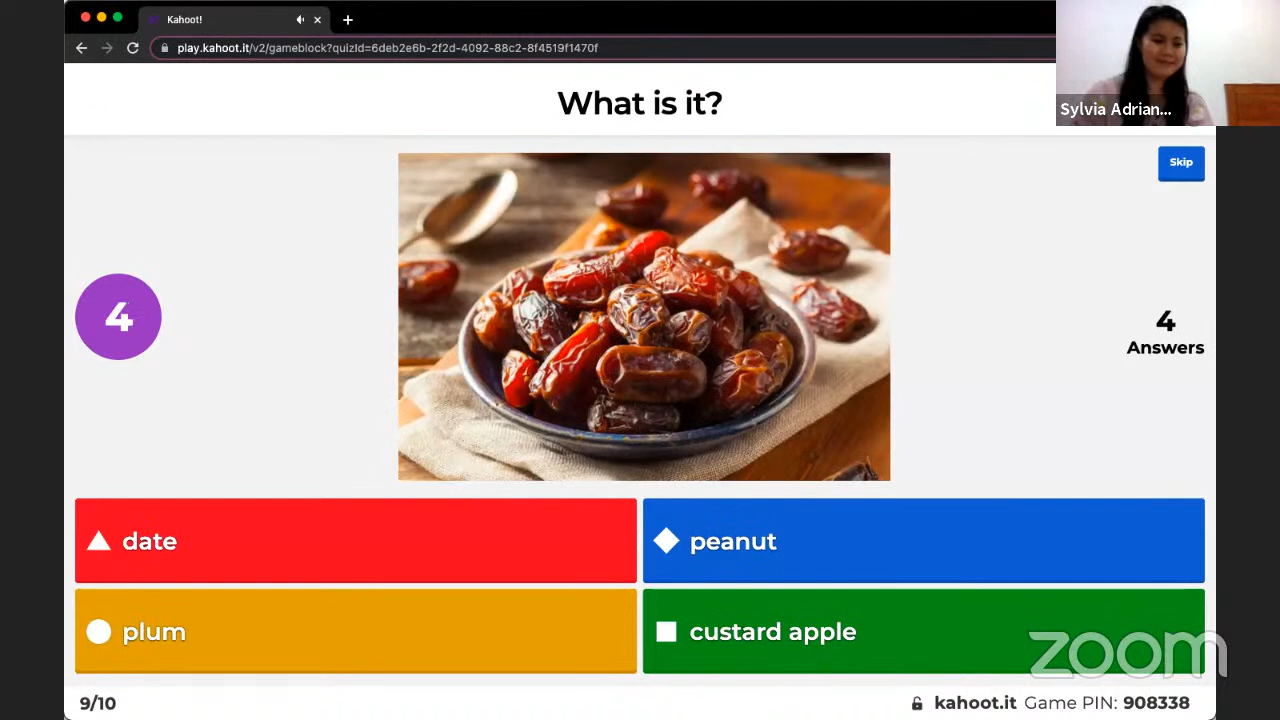 Kahoot!
play.kahoot.it/v2/gameblock?quizId=6deb2e6b-2f2d-4092-88c2-8f4519f1470f
Sylvia Adrian...
What is it?
Skip
4
4
Answers
date
peanut
plum
custard apple
zoom
9/10
kahoot.it Game PIN: 908338